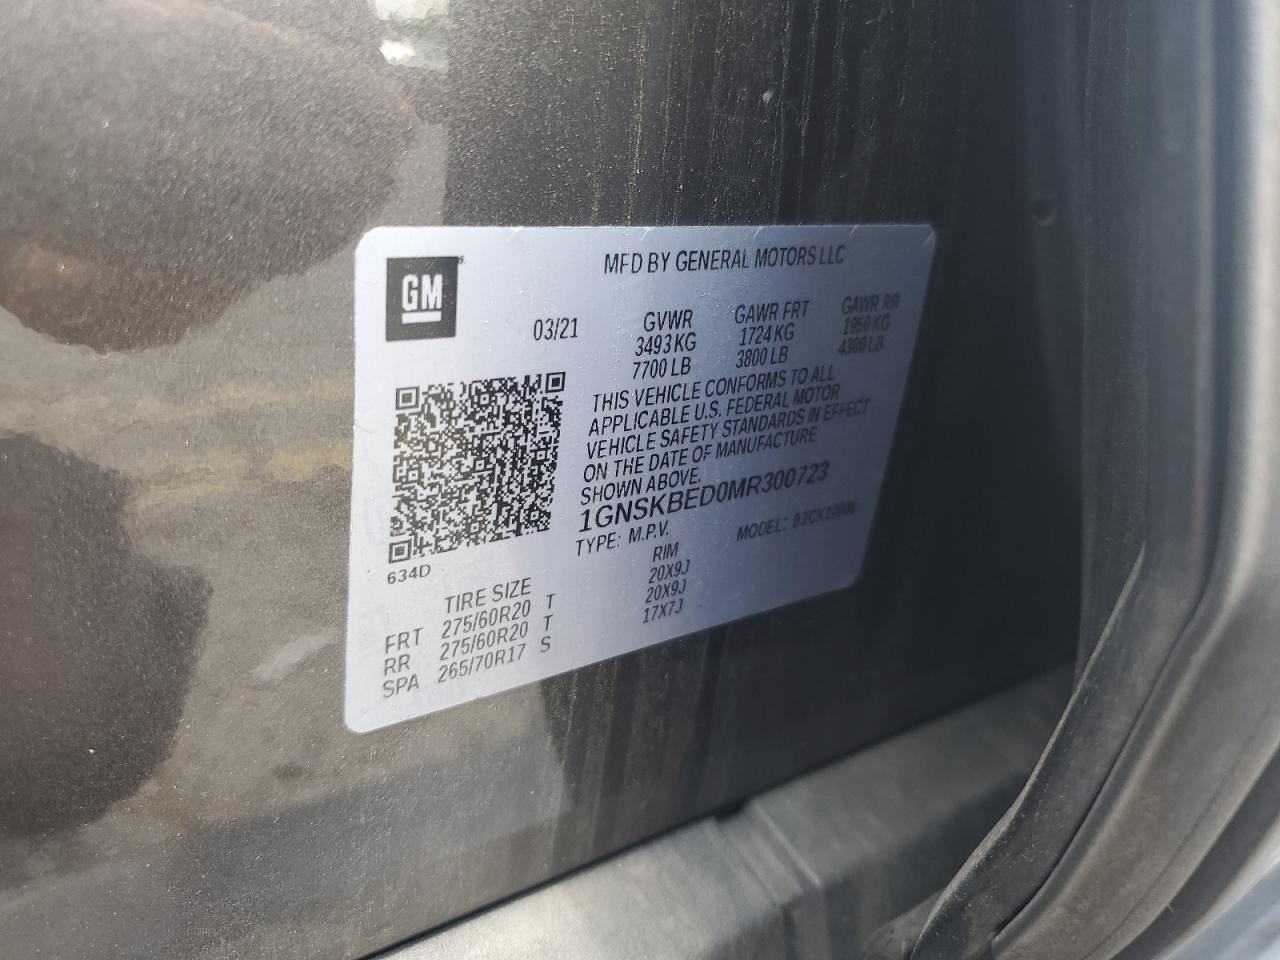 GM
MFD BY GENERAL MOTORS LLC
03/21
GVWR GAWR FRT GAWR RR
3493 KG 1724 KG 1950 KG
7700 LB 3800 LB 4300 LB
THIS VEHICLE CONFORMS TO ALL
APPLICABLE U.S. FEDERAL MOTOR
VEHICLE SAFETY STANDARDS IN EFFECT
ON THE DATE OF MANUFACTURE
SHOWN ABOVE.
1GNSKBED0MR300723
TYPE: M.P.V. MODEL: 03CK10906
634D
TIRE SIZE RIM
FRT 275/60R20 T 20X9J
RR 275/60R20 T 20X9J
SPA 265/70R17 S 17X7J